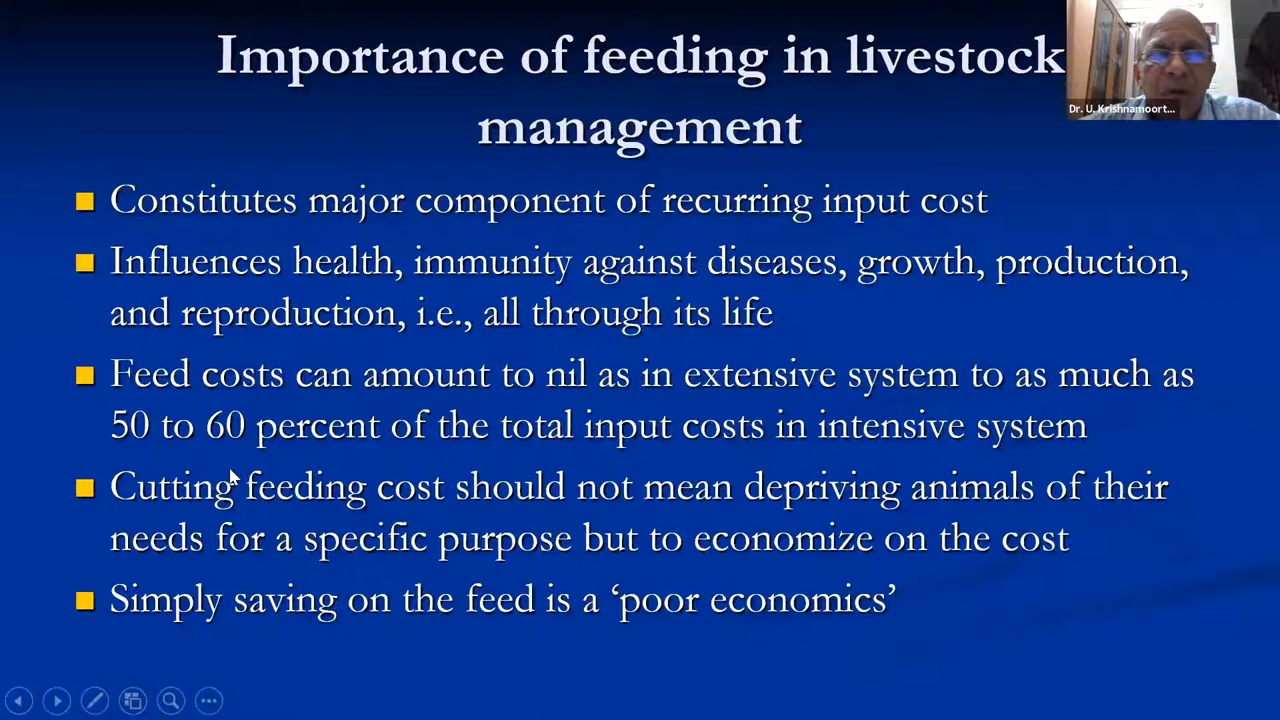 Importance of feeding in livestock
management
Dr. U. Krishnamoort...
Constitutes major component of recurring input cost
Influences health, immunity against diseases, growth, production,
and reproduction, i.e., all through its life
Feed costs can amount to nil as in extensive system to as much as
50 to 60 percent of the total input costs in intensive system
Cutting feeding cost should not mean depriving animals of their
needs for a specific purpose but to economize on the cost
Simply saving on the feed is a ‘poor economics’